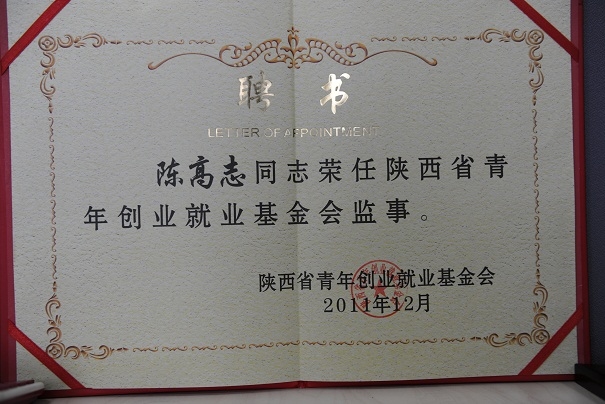 聘书
LETTER OF APPOINTMENT
陈高志同志荣任陕西省青
年创业就业基金会监事。
陕西省青年创业就业基金会
2011年12月